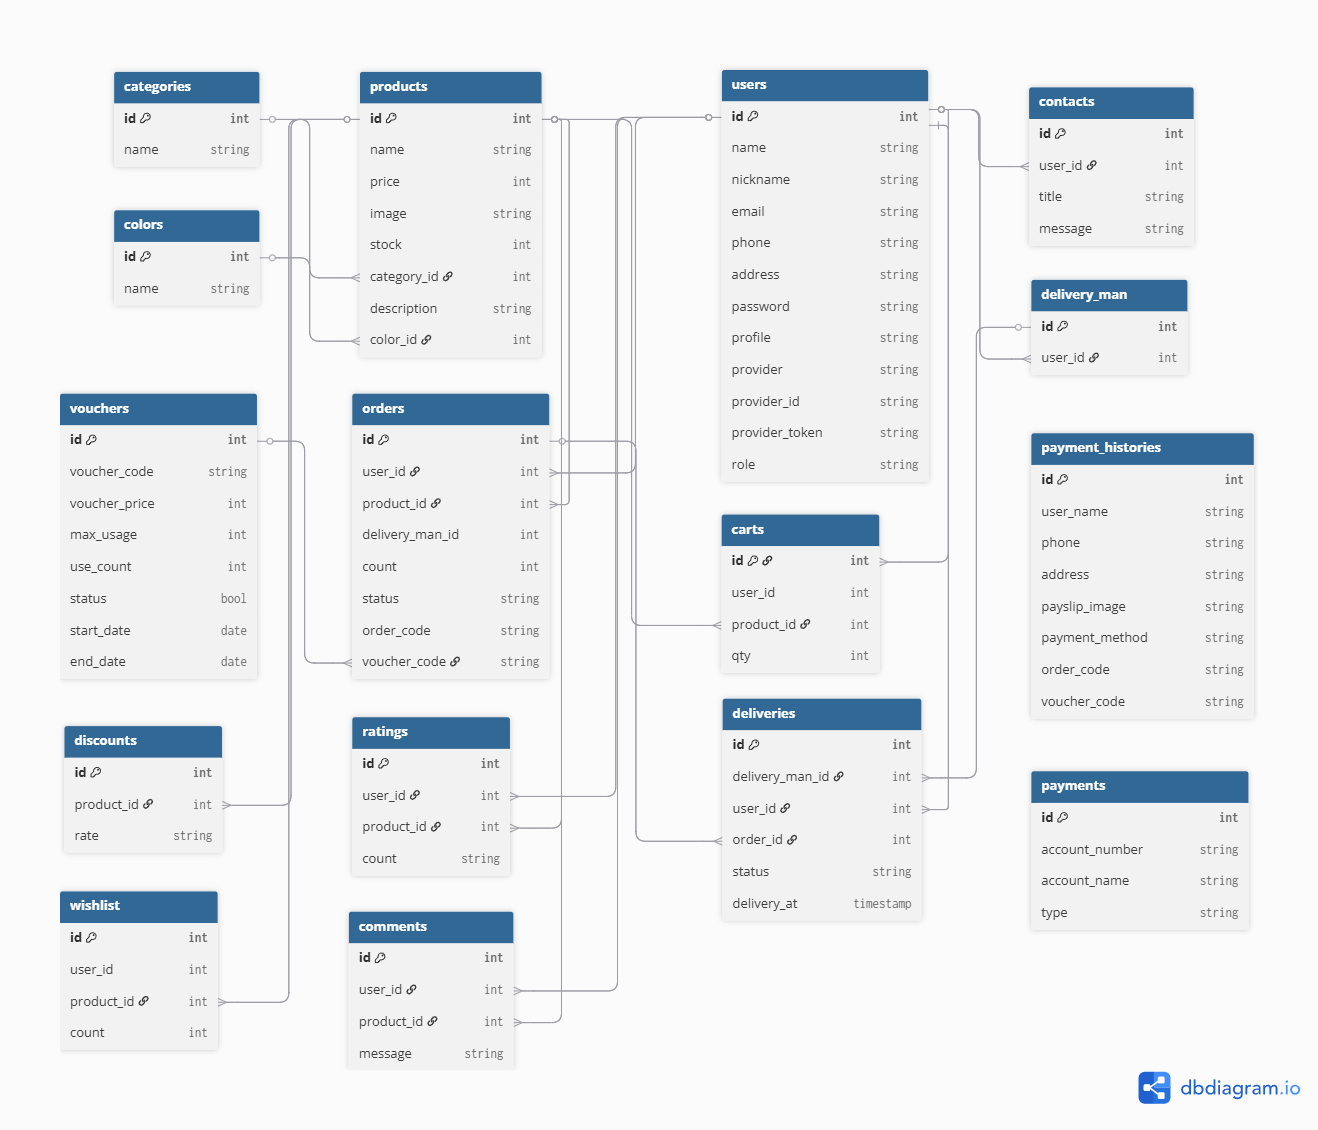 categories
id int
name string
colors
id int
name string
vouchers
id int
voucher_code string
voucher_price int
max_usage int
use_count int
status bool
start_date date
end_date date
discounts
id int
product_id int
rate string
wishlist
id int
user_id int
product_id int
count int
products
id int
name string
price int
image string
stock int
category_id int
description string
color_id int
orders
id int
user_id int
product_id int
delivery_man_id int
count int
status string
order_code string
voucher_code string
ratings
id int
user_id int
product_id int
count string
comments
id int
user_id int
product_id int
message string
users
id int
name string
nickname string
email string
phone string
address string
password string
profile string
provider string
provider_id string
provider_token string
role string
carts
id int
user_id int
product_id int
qty int
deliveries
id int
delivery_man_id int
user_id int
order_id int
status string
delivery_at timestamp
contacts
id int
user_id int
title string
message string
delivery_man
id int
user_id int
payment_histories
id int
user_name string
phone string
address string
payslip_image string
payment_method string
order_code string
voucher_code string
payments
id int
account_number string
account_name string
type string
dbdiagram.io